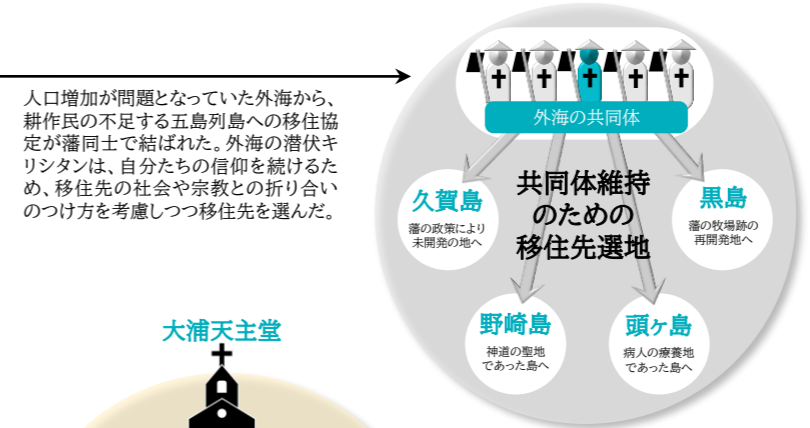 人口増加が問題となっていた外海から、
耕作民の不足する五島列島への移住協
定が藩同士で結ばれた。外海の潜伏キ
リシタンは、自分たちの信仰を続けるた
め、移住先の社会や宗教との折り合い
のつけ方を考慮しつつ移住先を選んだ。
外海の共同体
共同体維持
のための
移住先選地
久賀島
藩の政策により
未開発の地へ
黒島
藩の牧場跡の
再開発地へ
野崎島
神道の聖地
であった島へ
頭ヶ島
病人の療養地
であった島へ
大浦天主堂